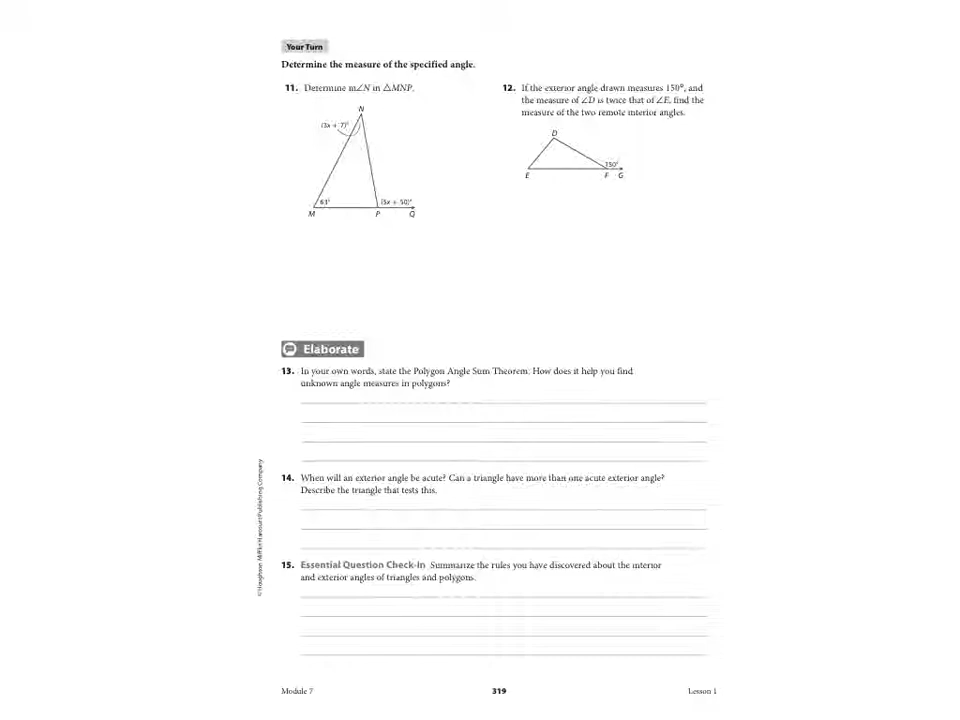 Your Turn
Determine the measure of the specified angle.
11. Determine m∠N in △MNP.
N
(3x + 7)°
63°
(5x + 50)°
M
P
Q
12. If the exterior angle drawn measures 150°, and
the measure of ∠D is twice that of ∠E, find the
measure of the two remote interior angles.
D
150°
E
F
G
Elaborate
13. In your own words, state the Polygon Angle Sum Theorem. How does it help you find
unknown angle measures in polygons?
14. When will an exterior angle be acute? Can a triangle have more than one acute exterior angle?
Describe the triangle that tests this.
15. Essential Question Check-In Summarize the rules you have discovered about the interior
and exterior angles of triangles and polygons.
© Houghton Mifflin Harcourt Publishing Company
Module 7
319
Lesson 1